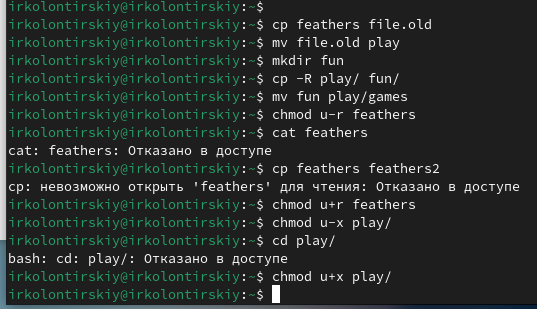 irkolontirskiy@irkolontirskiy:~$
irkolontirskiy@irkolontirskiy:~$ cp feathers file.old
irkolontirskiy@irkolontirskiy:~$ mv file.old play
irkolontirskiy@irkolontirskiy:~$ mkdir fun
irkolontirskiy@irkolontirskiy:~$ cp -R play/ fun/
irkolontirskiy@irkolontirskiy:~$ mv fun play/games
irkolontirskiy@irkolontirskiy:~$ chmod u-r feathers
irkolontirskiy@irkolontirskiy:~$ cat feathers
cat: feathers: Отказано в доступе
irkolontirskiy@irkolontirskiy:~$ cp feathers feathers2
cp: невозможно открыть 'feathers' для чтения: Отказано в доступе
irkolontirskiy@irkolontirskiy:~$ chmod u+r feathers
irkolontirskiy@irkolontirskiy:~$ chmod u-x play/
irkolontirskiy@irkolontirskiy:~$ cd play/
bash: cd: play/: Отказано в доступе
irkolontirskiy@irkolontirskiy:~$ chmod u+x play/
irkolontirskiy@irkolontirskiy:~$